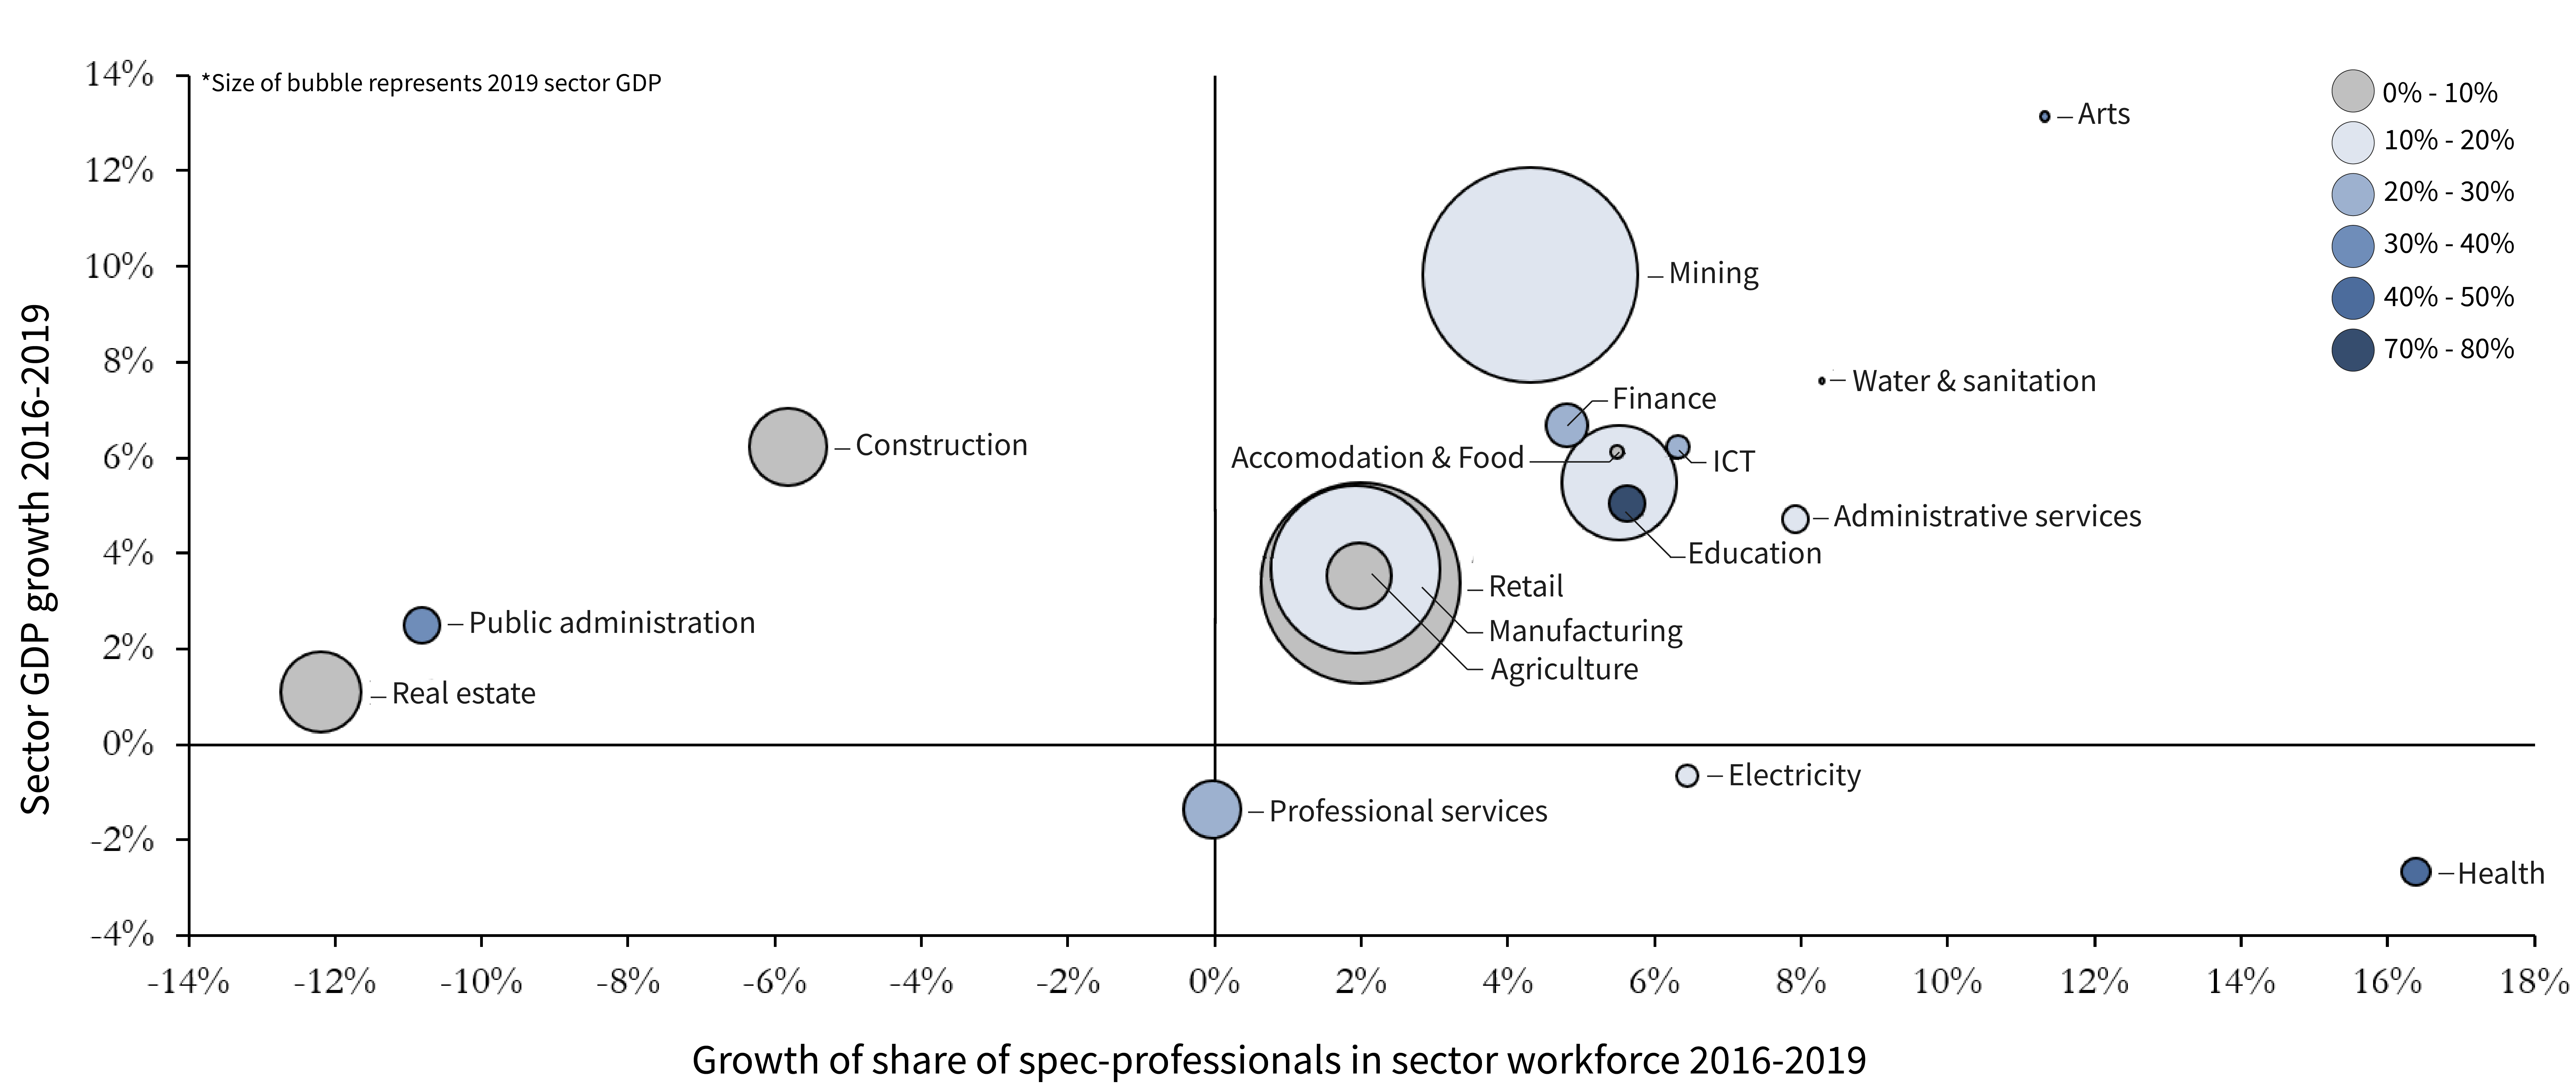 14%
*Size of bubble represents 2019 sector GDP
12%
10%
8%
6%
4%
2%
0%
-2%
-4%
Sector GDP growth 2016-2019
0% - 10%
10% - 20%
20% - 30%
30% - 40%
40% - 50%
70% - 80%
Arts
Mining
Water & sanitation
Finance
Construction
Accomodation & Food
ICT
Administrative services
Education
Retail
Public administration
Manufacturing
Agriculture
Real estate
Electricity
Professional services
Health
-14% -12% -10% -8% -6% -4% -2% 0% 2% 4% 6% 8% 10% 12% 14% 16% 18%
Growth of share of spec-professionals in sector workforce 2016-2019